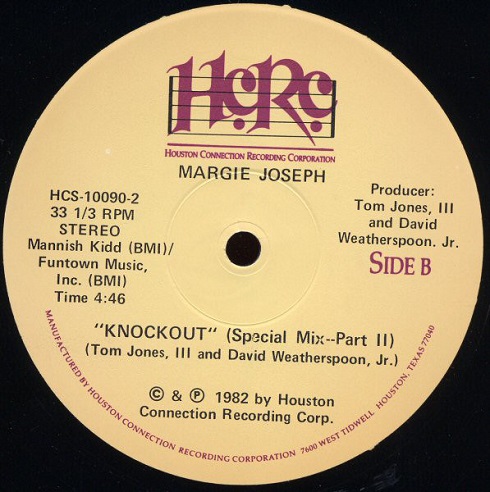 HCRC
HOUSTON CONNECTION RECORDING CORPORATION
MARGIE JOSEPH
HCS-10090-2
33 1/3 RPM
STEREO
Mannish Kidd (BMI)/
Funtown Music,
Inc. (BMI)
Time 4:46
Producer:
Tom Jones, III
and David
Weatherspoon. Jr.
SIDE B
"KNOCKOUT" (Special Mix--Part II)
(Tom Jones, III and David Weatherspoon, Jr.)
© & ℗ 1982 by Houston
Connection Recording Corp.
MANUFACTURED BY HOUSTON CONNECTION RECORDING CORPORATION 7600 WEST TIDWELL HOUSTON, TEXAS 77040